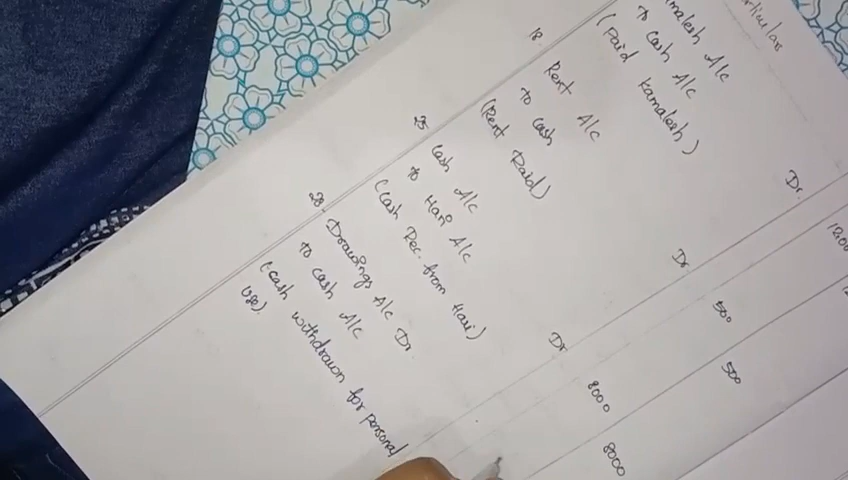 Particulars
Kamalesh A/c Dr.
to Cash A/c
(Paid Kamalesh)
18. Rent A/c Dr 500
to Cash 500
(Rent Paid)
25 Cash A/c Dr 8000
to Hari A/c 8000
(Cash Rec. from Hari)
28. Drawings A/c Dr.
to Cash A/c
(Cash withdrawn for personal
use).